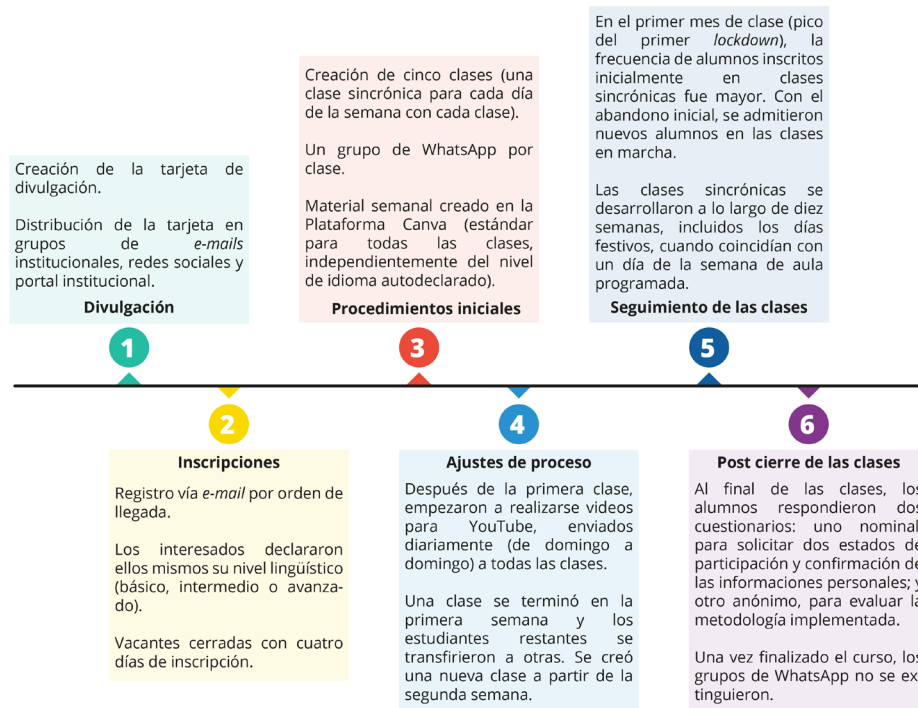 Creación de la tarjeta de
divulgación.
Distribución de la tarjeta en
grupos de e-mails
institucionales, redes sociales y
portal institucional.
Divulgación
1
2
Inscripciones
Registro vía e-mail por orden de
llegada.
Los interesados declararon
ellos mismos su nivel lingüístico
(básico, intermedio o avanza-
do).
Vacantes cerradas con cuatro
días de inscripción.
Creación de cinco clases (una
clase sincrónica para cada día
de la semana con cada clase).
Un grupo de WhatsApp por
clase.
Material semanal creado en la
Plataforma Canva (estándar
para todas las clases,
independientemente del nivel
de idioma autodeclarado).
Procedimientos iniciales
3
4
Ajustes de proceso
Después de la primera clase,
empezaron a realizarse videos
para YouTube, enviados
diariamente (de domingo a
domingo) a todas las clases.
Una clase se terminó en la
primera semana y los
estudiantes restantes se
transfirieron a otras. Se creó
una nueva clase a partir de la
segunda semana.
En el primer mes de clase (pico
del primer lockdown), la
frecuencia de alumnos inscritos
inicialmente en clases
sincrónicas fue mayor. Con el
abandono inicial, se admitieron
nuevos alumnos en las clases
en marcha.
Las clases sincrónicas se
desarrollaron a lo largo de diez
semanas, incluidos los días
festivos, cuando coincidían con
un día de la semana de aula
programada.
Seguimiento de las clases
5
6
Post cierre de las clases
Al final de las clases, los
alumnos respondieron dos
cuestionarios: uno nominal,
para solicitar dos estados de
participación y confirmación de
las informaciones personales; y
otro anónimo, para evaluar la
metodología implementada.
Una vez finalizado el curso, los
grupos de WhatsApp no se ex-
tinguieron.